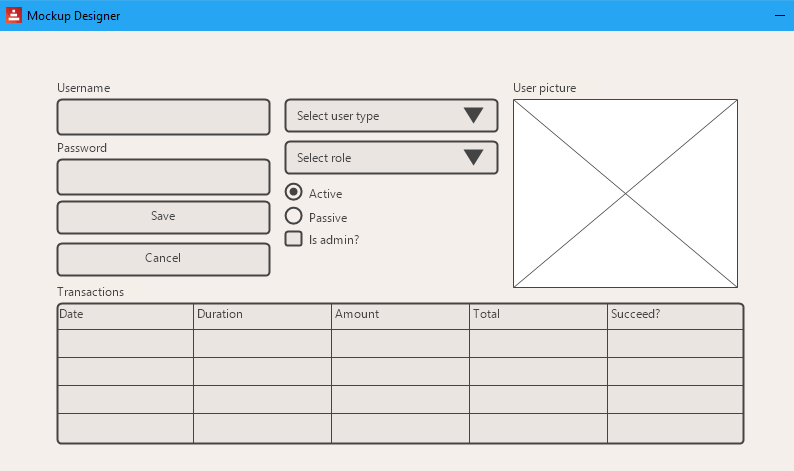 Mockup Designer
Username
Select user type
Password
Select role
Save
Cancel
Active
Passive
Is admin?
User picture
Transactions
Date Duration Amount Total Succeed?